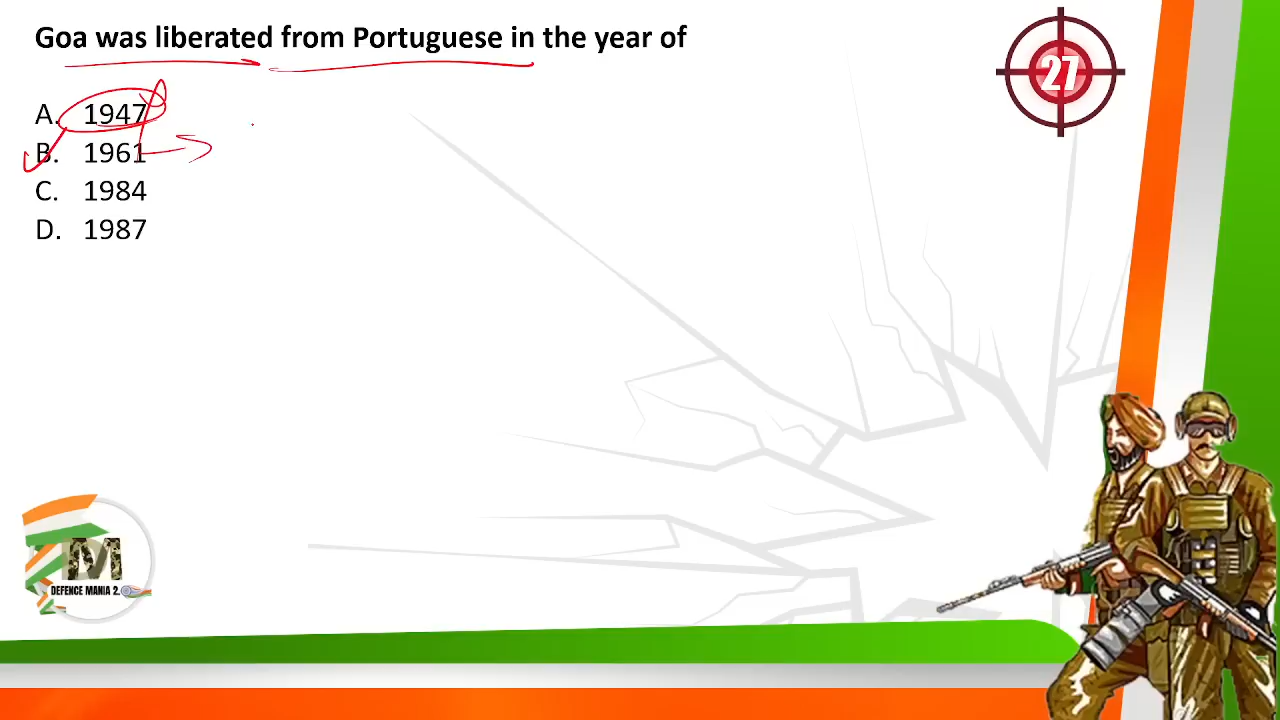 Goa was liberated from Portuguese in the year of
27
A. 1947
B. 1961
C. 1984
D. 1987
M
DEFENCE MANIA 2.